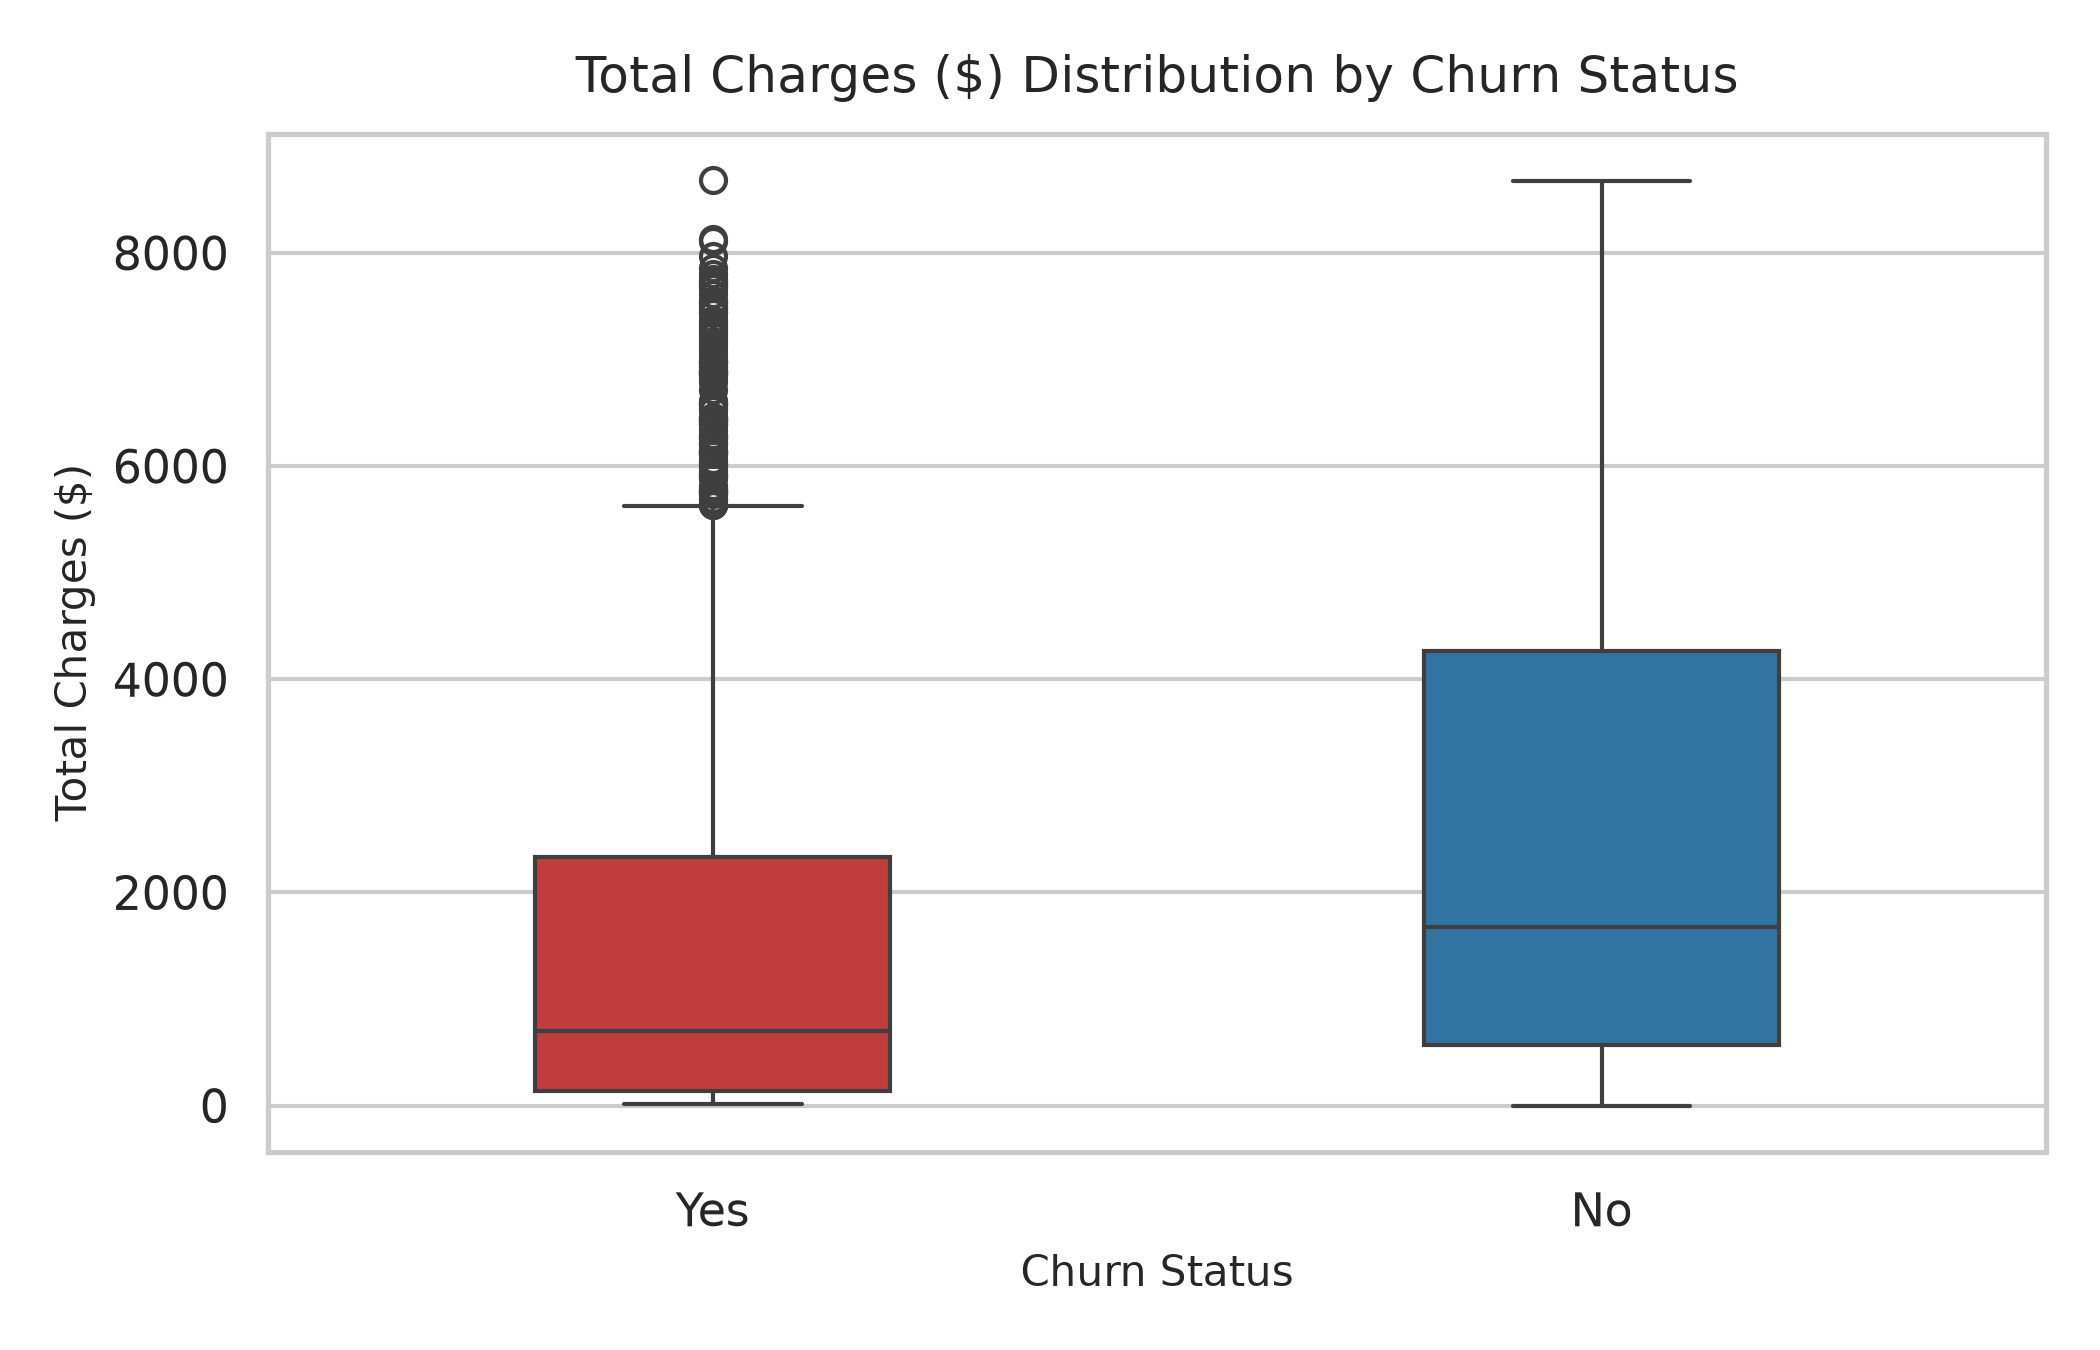 Total Charges ($) Distribution by Churn Status
Total Charges ($)
8000
6000
4000
2000
0
Yes
No
Churn Status